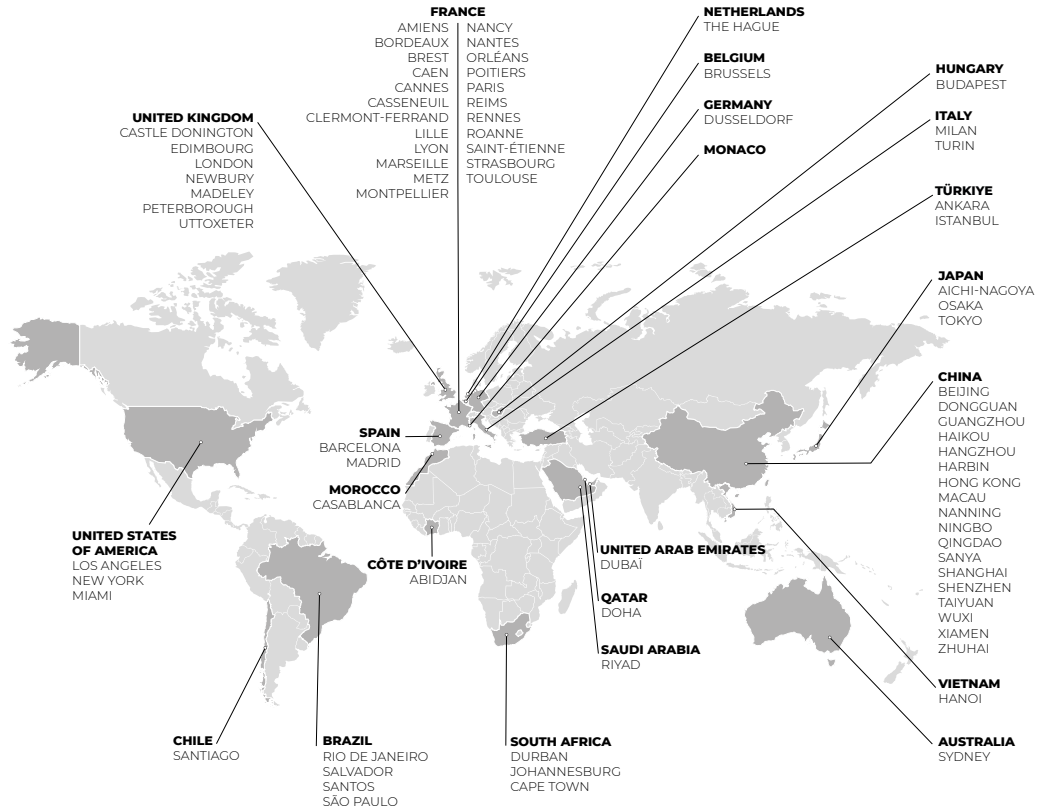 FRANCE
AMIENS
BORDEAUX
BREST
CAEN
CANNES
CASSENEUIL
CLERMONT-FERRAND
LILLE
LYON
MARSEILLE
METZ
MONTPELLIER
NANCY
NANTES
ORLÉANS
POITIERS
PARIS
REIMS
RENNES
ROANNE
SAINT-ÉTIENNE
STRASBOURG
TOULOUSE
NETHERLANDS
THE HAGUE
BELGIUM
BRUSSELS
GERMANY
DUSSELDORF
MONACO
HUNGARY
BUDAPEST
ITALY
MILAN
TURIN
TÜRKIYE
ANKARA
ISTANBUL
UNITED KINGDOM
CASTLE DONINGTON
EDIMBOURG
LONDON
NEWBURY
MADELEY
PETERBOROUGH
UTTOXETER
JAPAN
AICHI-NAGOYA
OSAKA
TOKYO
CHINA
BEIJING
DONGGUAN
GUANGZHOU
HAIKOU
HANGZHOU
HARBIN
HONG KONG
MACAU
NANNING
NINGBO
QINGDAO
SANYA
SHANGHAI
SHENZHEN
TAIYUAN
WUXI
XIAMEN
ZHUHAI
SPAIN
BARCELONA
MADRID
MOROCCO
CASABLANCA
UNITED STATES
OF AMERICA
LOS ANGELES
NEW YORK
MIAMI
CÔTE D'IVOIRE
ABIDJAN
UNITED ARAB EMIRATES
DUBAÏ
QATAR
DOHA
SAUDI ARABIA
RIYAD
VIETNAM
HANOI
CHILE
SANTIAGO
BRAZIL
RIO DE JANEIRO
SALVADOR
SANTOS
SÃO PAULO
SOUTH AFRICA
DURBAN
JOHANNESBURG
CAPE TOWN
AUSTRALIA
SYDNEY